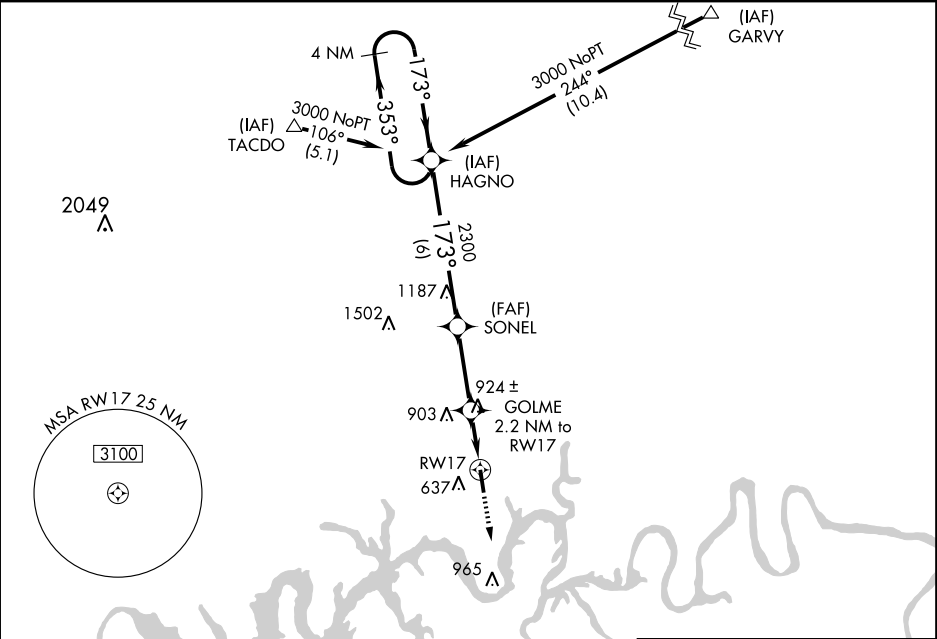 (IAF)
GARVY
4 NM
173°
353°
3000 NoPT
244°
(10.4)
3000 NoPT
106°
(5.1)
(IAF)
TACDO
(IAF)
HAGNO
2049
2300
173°
(6)
1187
1502
(FAF)
SONEL
924 ±
903
GOLME
2.2 NM to
RW17
MSA RW17 25 NM
3100
RW17
637
965